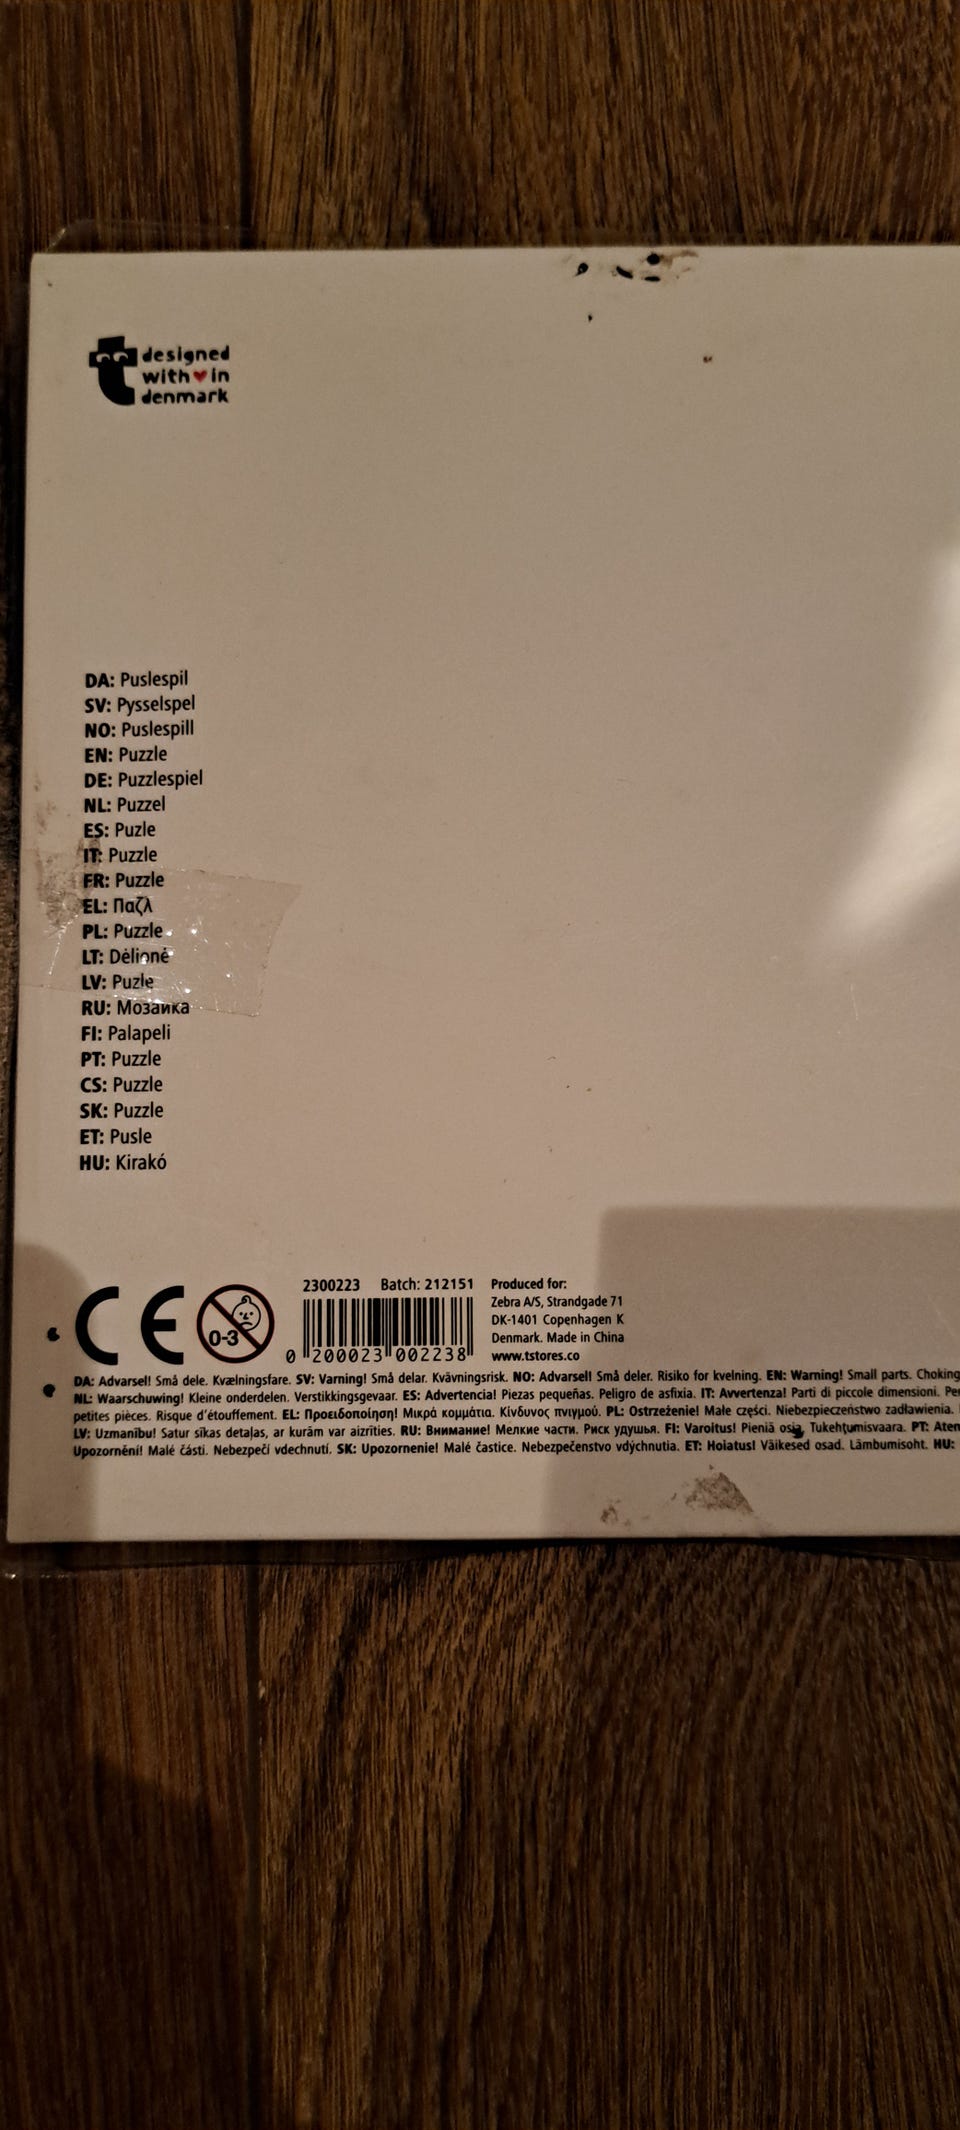 designed
with♥in
denmark
DA: Puslespil
SV: Pysselspel
NO: Puslespill
EN: Puzzle
DE: Puzzlespiel
NL: Puzzel
ES: Puzle
IT: Puzzle
FR: Puzzle
EL: Παζλ
PL: Puzzle
LT: Dėlionė
LV: Puzle
RU: Мозаика
FI: Palapeli
PT: Puzzle
CS: Puzzle
SK: Puzzle
ET: Pusle
HU: Kirakó
CE
0-3
2300223 Batch: 212151
0 200023 002238
Produced for:
Zebra A/S, Strandgade 71
DK-1401 Copenhagen K
Denmark. Made in China
www.tstores.co
DA: Advarsel! Små dele. Kvælningsfare. SV: Varning! Små delar. Kvävningsrisk. NO: Advarsel! Små deler. Risiko for kvelning. EN: Warning! Small parts. Choking
NL: Waarschuwing! Kleine onderdelen. Verstikkingsgevaar. ES: Advertencia! Piezas pequeñas. Peligro de asfixia. IT: Avvertenza! Parti di piccole dimensioni.
petites pièces. Risque d'étouffement. EL: Προειδοποίηση! Μικρά κομμάτια. Κίνδυνος πνιγμού. PL: Ostrzeżenie! Małe części. Niebezpieczeństwo zadławienia.
LV: Uzmanību! Satur sīkas detaļas, ar kurām var aizrīties. RU: Внимание! Мелкие части. Риск удушья. FI: Varoitus! Pieniä osia, Tukehtumisvaara. PT:
Upozornění! Malé části. Nebezpečí vdechnutí. SK: Upozornenie! Malé častice. Nebezpečenstvo vdýchnutia. ET: Hoiatus! Väikesed osad. Lämbumisoht. HU: